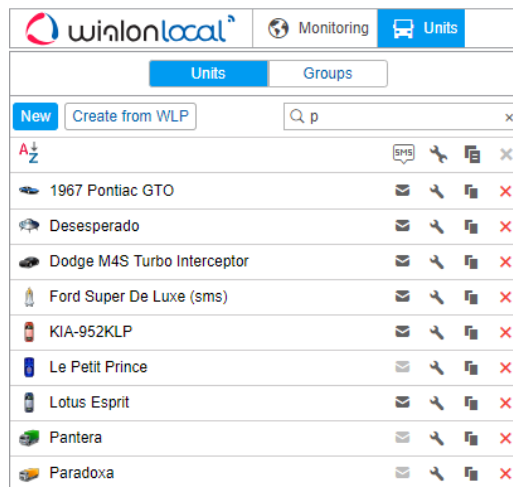 wialon local
Monitoring
Units
Units
Groups
New
Create from WLP
p
×
AZ
SMS
1967 Pontiac GTO
Desesperado
Dodge M4S Turbo Interceptor
Ford Super De Luxe (sms)
KIA-952KLP
Le Petit Prince
Lotus Esprit
Pantera
Paradoxa